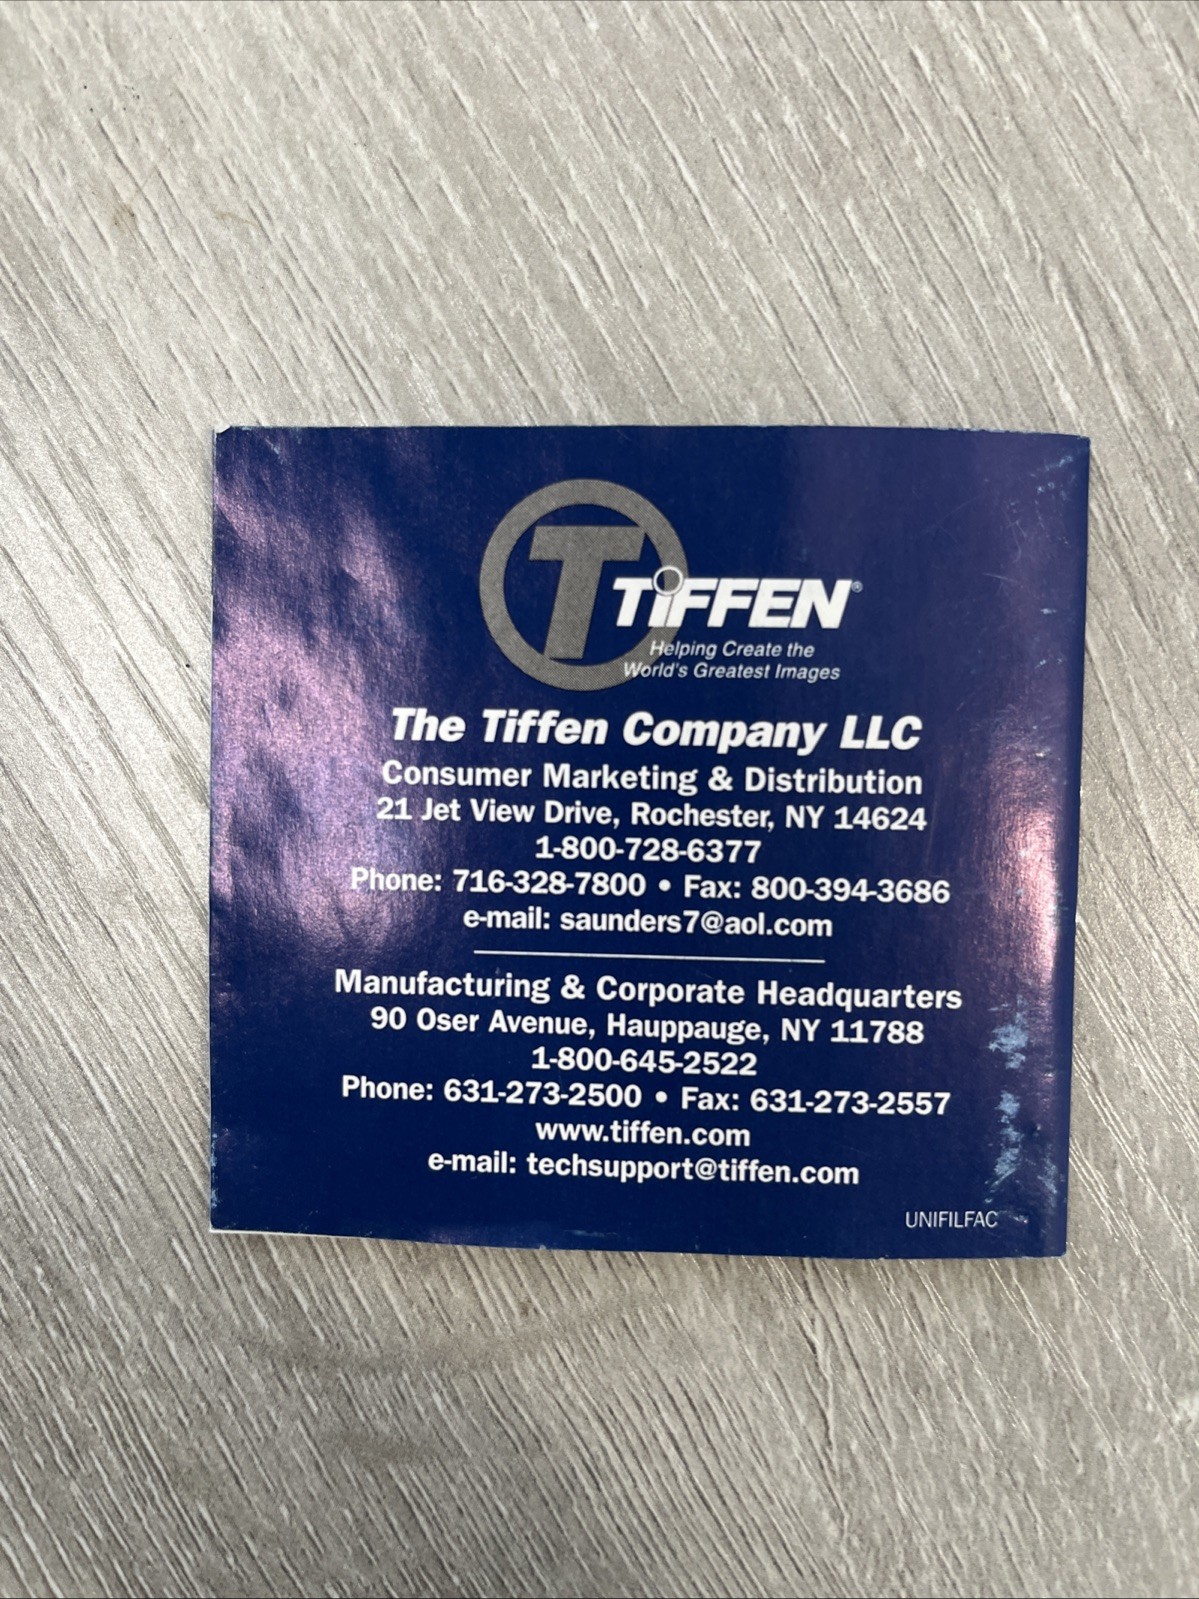 T
TiFFEN®
Helping Create the
World's Greatest Images
The Tiffen Company LLC
Consumer Marketing & Distribution
21 Jet View Drive, Rochester, NY 14624
1-800-728-6377
Phone: 716-328-7800 • Fax: 800-394-3686
e-mail: saunders7@aol.com
Manufacturing & Corporate Headquarters
90 Oser Avenue, Hauppauge, NY 11788
1-800-645-2522
Phone: 631-273-2500 • Fax: 631-273-2557
www.tiffen.com
e-mail: techsupport@tiffen.com
UNIFILFAC